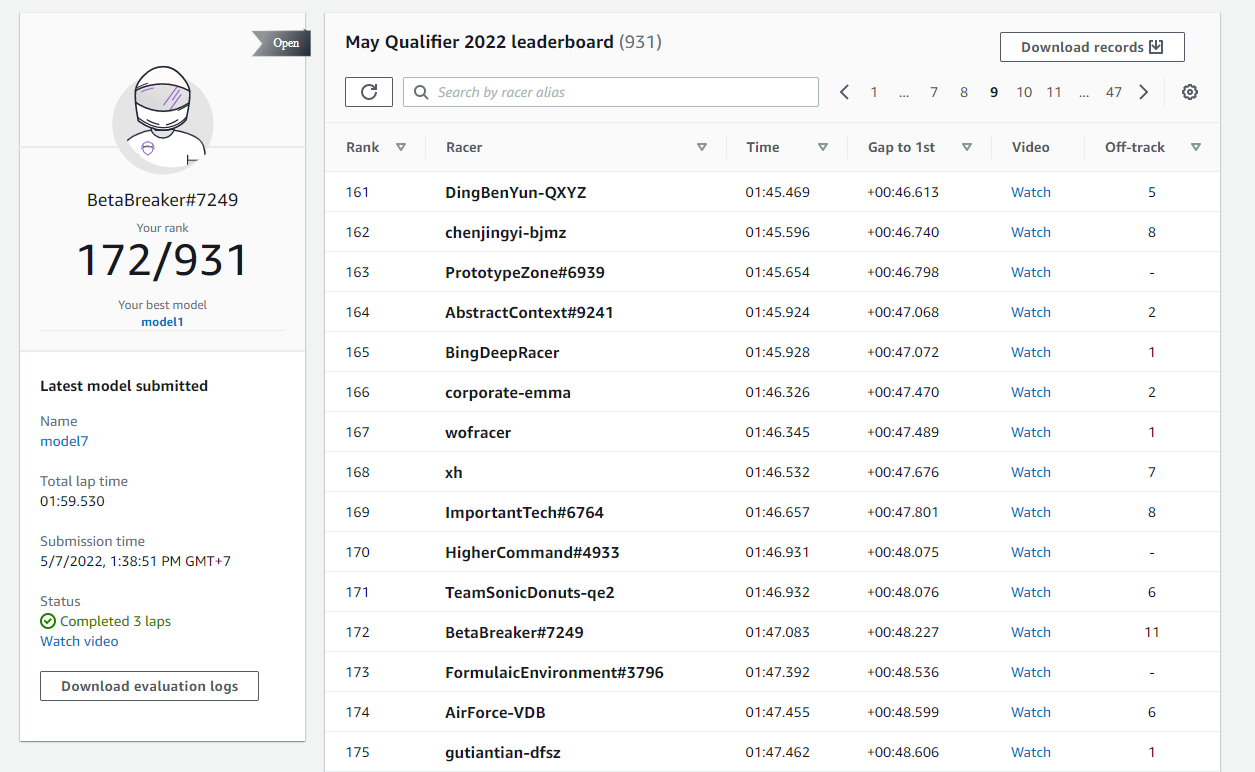 Open
BetaBreaker#7249
Your rank
172/931
Your best model
model1
Latest model submitted
Name
model7
Total lap time
01:59.530
Submission time
5/7/2022, 1:38:51 PM GMT+7
Status
Completed 3 laps
Watch video
Download evaluation logs
May Qualifier 2022 leaderboard (931)
Download records
Search by racer alias
1 ... 7 8 9 10 11 ... 47
Rank Racer Time Gap to 1st Video Off-track
161 DingBenYun-QXYZ 01:45.469 +00:46.613 Watch 5
162 chenjingyi-bjmz 01:45.596 +00:46.740 Watch 8
163 PrototypeZone#6939 01:45.654 +00:46.798 Watch -
164 AbstractContext#9241 01:45.924 +00:47.068 Watch 2
165 BingDeepRacer 01:45.928 +00:47.072 Watch 1
166 corporate-emma 01:46.326 +00:47.470 Watch 2
167 wofracer 01:46.345 +00:47.489 Watch 1
168 xh 01:46.532 +00:47.676 Watch 7
169 ImportantTech#6764 01:46.657 +00:47.801 Watch 8
170 HigherCommand#4933 01:46.931 +00:48.075 Watch -
171 TeamSonicDonuts-qe2 01:46.932 +00:48.076 Watch 6
172 BetaBreaker#7249 01:47.083 +00:48.227 Watch 11
173 FormulaicEnvironment#3796 01:47.392 +00:48.536 Watch -
174 AirForce-VDB 01:47.455 +00:48.599 Watch 6
175 gutiantian-dfsz 01:47.462 +00:48.606 Watch 1